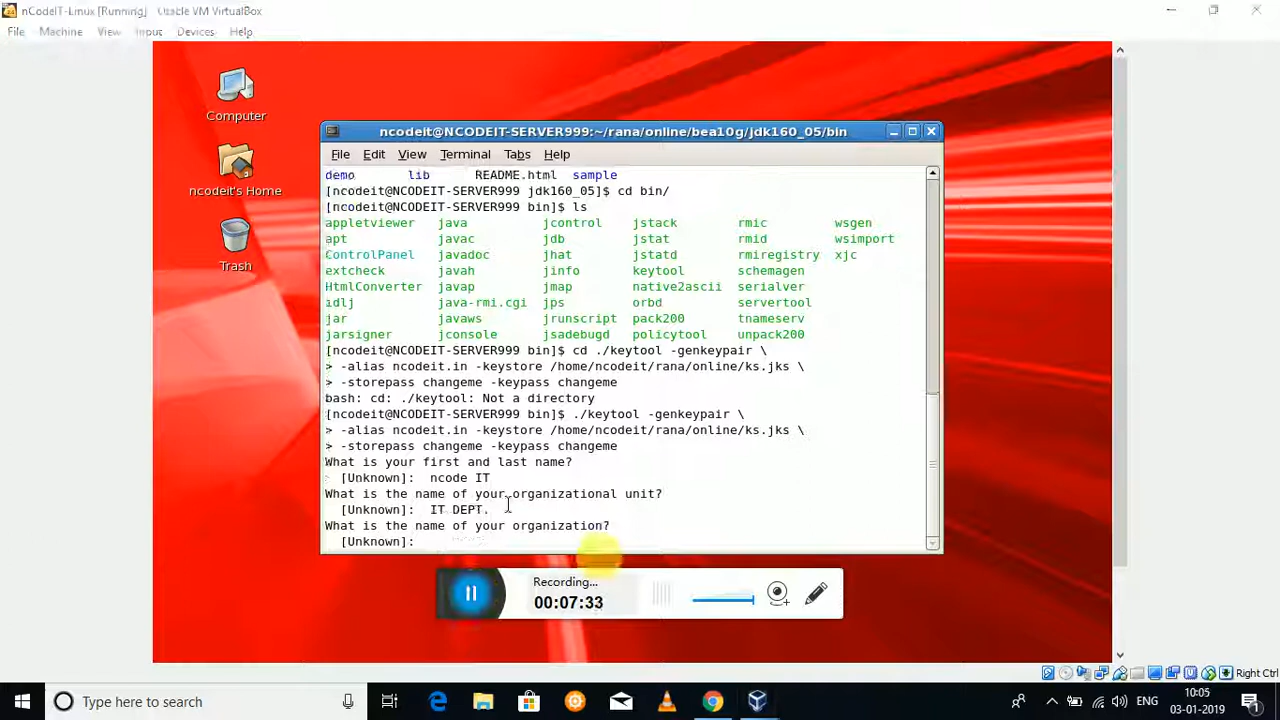 nCodeIT-Linux [Running] - Oracle VM VirtualBox
File Machine View Input Devices Help
Computer
ncodeit's Home
Trash
ncodeit@NCODEIT-SERVER999:~/rana/online/bea10g/jdk160_05/bin
File Edit View Terminal Tabs Help
demo lib README.html sample
[ncodeit@NCODEIT-SERVER999 jdk160_05]$ cd bin/
[ncodeit@NCODEIT-SERVER999 bin]$ ls
appletviewer java jcontrol jstack rmic wsgen
apt javac jdb jstat rmid wsimport
ControlPanel javadoc jhat jstatd rmiregistry xjc
extcheck javah jinfo keytool schemagen
HtmlConverter javap jmap native2ascii serialver
idlj java-rmi.cgi jps orbd servertool
jar javaws jrunscript pack200 tnameserv
jarsigner jconsole jsadebugd policytool unpack200
[ncodeit@NCODEIT-SERVER999 bin]$ cd ./keytool -genkeypair \
> -alias ncodeit.in -keystore /home/ncodeit/rana/online/ks.jks \
> -storepass changeme -keypass changeme
bash: cd: ./keytool: Not a directory
[ncodeit@NCODEIT-SERVER999 bin]$ ./keytool -genkeypair \
> -alias ncodeit.in -keystore /home/ncodeit/rana/online/ks.jks \
> -storepass changeme -keypass changeme
What is your first and last name?
[Unknown]: ncode IT
What is the name of your organizational unit?
[Unknown]: IT DEPT.
What is the name of your organization?
[Unknown]:
Recording...
00:07:33
Right Ctrl
Type here to search
ENG
10:05
03-01-2019
1